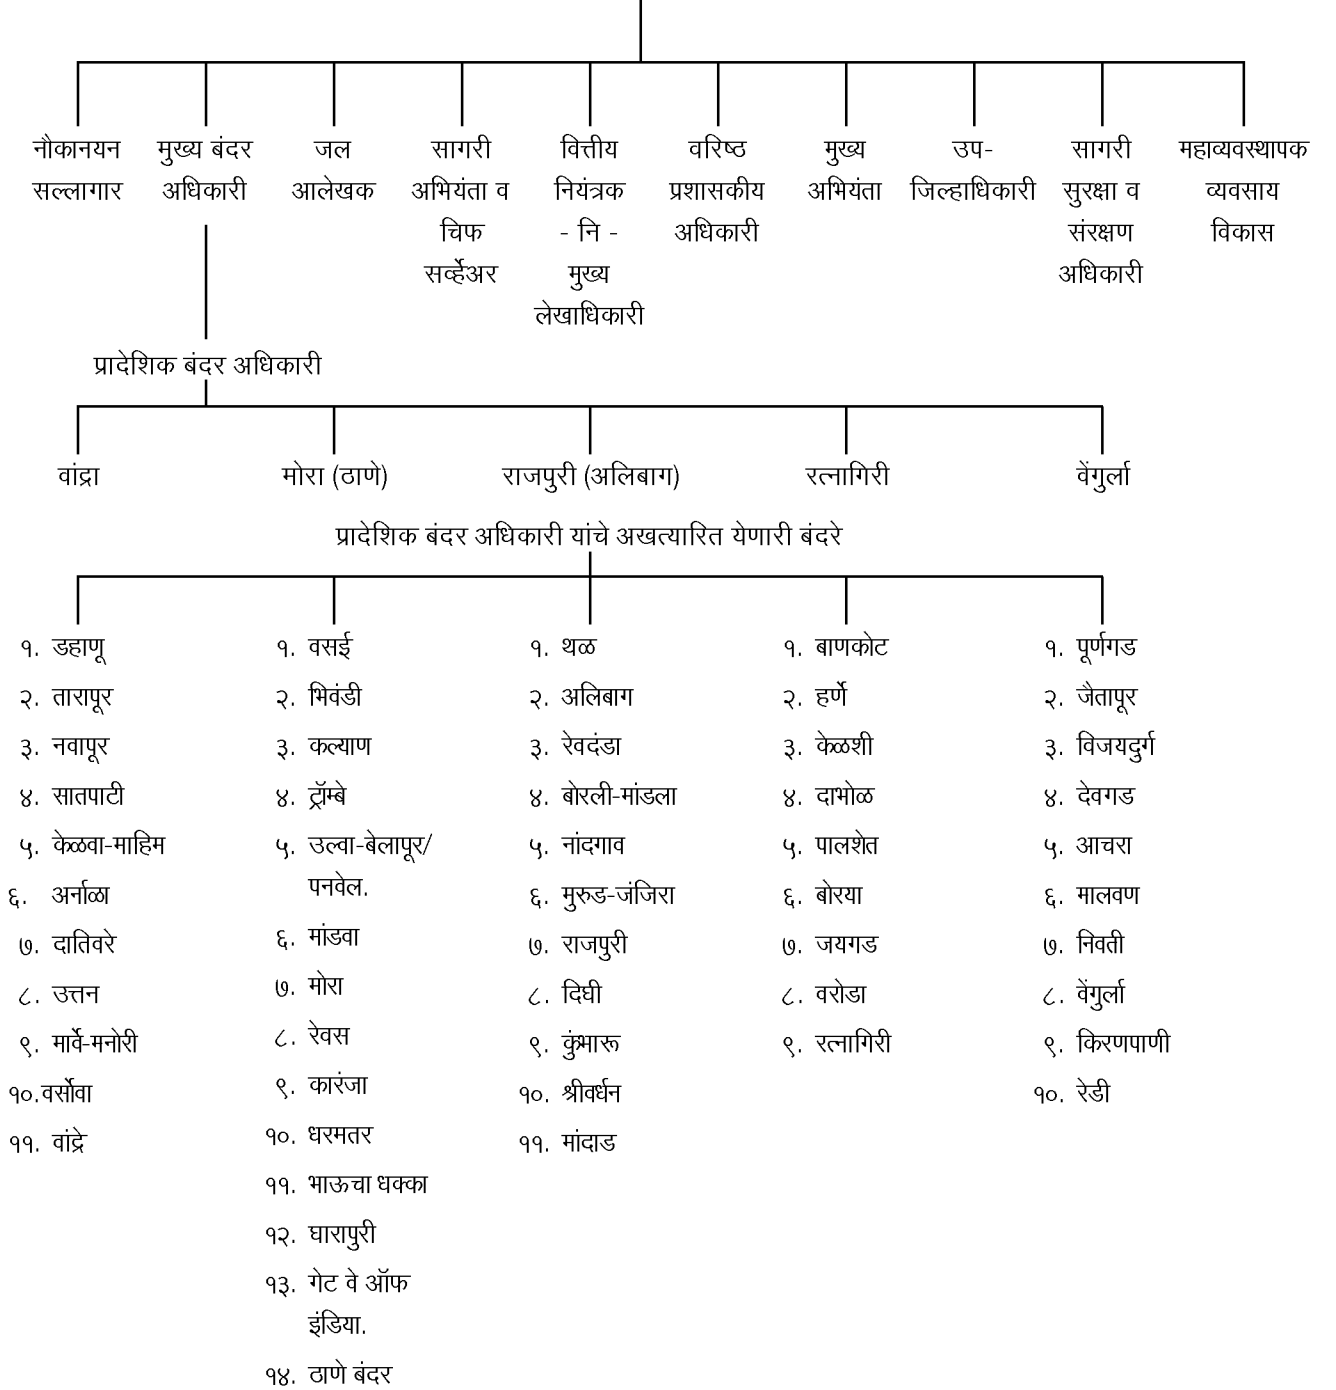 नौकानयन
सल्लागार
मुख्य बंदर
अधिकारी
जल
आलेखक
सागरी
अभियंता व
चिफ
सर्व्हेअर
वित्तीय
नियंत्रक
- नि -
मुख्य
लेखाधिकारी
वरिष्ठ
प्रशासकीय
अधिकारी
मुख्य
अभियंता
उप-
जिल्हाधिकारी
सागरी
सुरक्षा व
संरक्षण
अधिकारी
महाव्यवस्थापक
व्यवसाय
विकास
प्रादेशिक बंदर अधिकारी
वांद्रा
मोरा (ठाणे)
राजपुरी (अलिबाग)
रत्नागिरी
वेंगुर्ला
प्रादेशिक बंदर अधिकारी यांचे अखत्यारित येणारी बंदरे
१. डहाणू
२. तारापूर
३. नवापूर
४. सातपाटी
५. केळवा-माहिम
६. अर्नाळा
७. दातिवरे
८. उत्तन
९. मार्वे-मनोरी
१०.वर्सोवा
११. वांद्रे
१. वसई
२. भिवंडी
३. कल्याण
४. ट्रॉम्बे
५. उल्वा-बेलापूर/
पनवेल.
६. मांडवा
७. मोरा
८. रेवस
९. कारंजा
१०. धरमतर
११. भाऊचा धक्का
१२. घारापुरी
१३. गेट वे ऑफ
इंडिया.
१४. ठाणे बंदर
१. थळ
२. अलिबाग
३. रेवदंडा
४. बोरली-मांडला
५. नांदगाव
६. मुरुड-जंजिरा
७. राजपुरी
८. दिघी
९. कुंभारू
१०. श्रीवर्धन
११. मांदाड
१. बाणकोट
२. हर्णे
३. केळशी
४. दाभोळ
५. पालशेत
६. बोरया
७. जयगड
८. वरोडा
९. रत्नागिरी
१. पूर्णगड
२. जैतापूर
३. विजयदुर्ग
४. देवगड
५. आचरा
६. मालवण
७. निवती
८. वेंगुर्ला
९. किरणपाणी
१०. रेडी